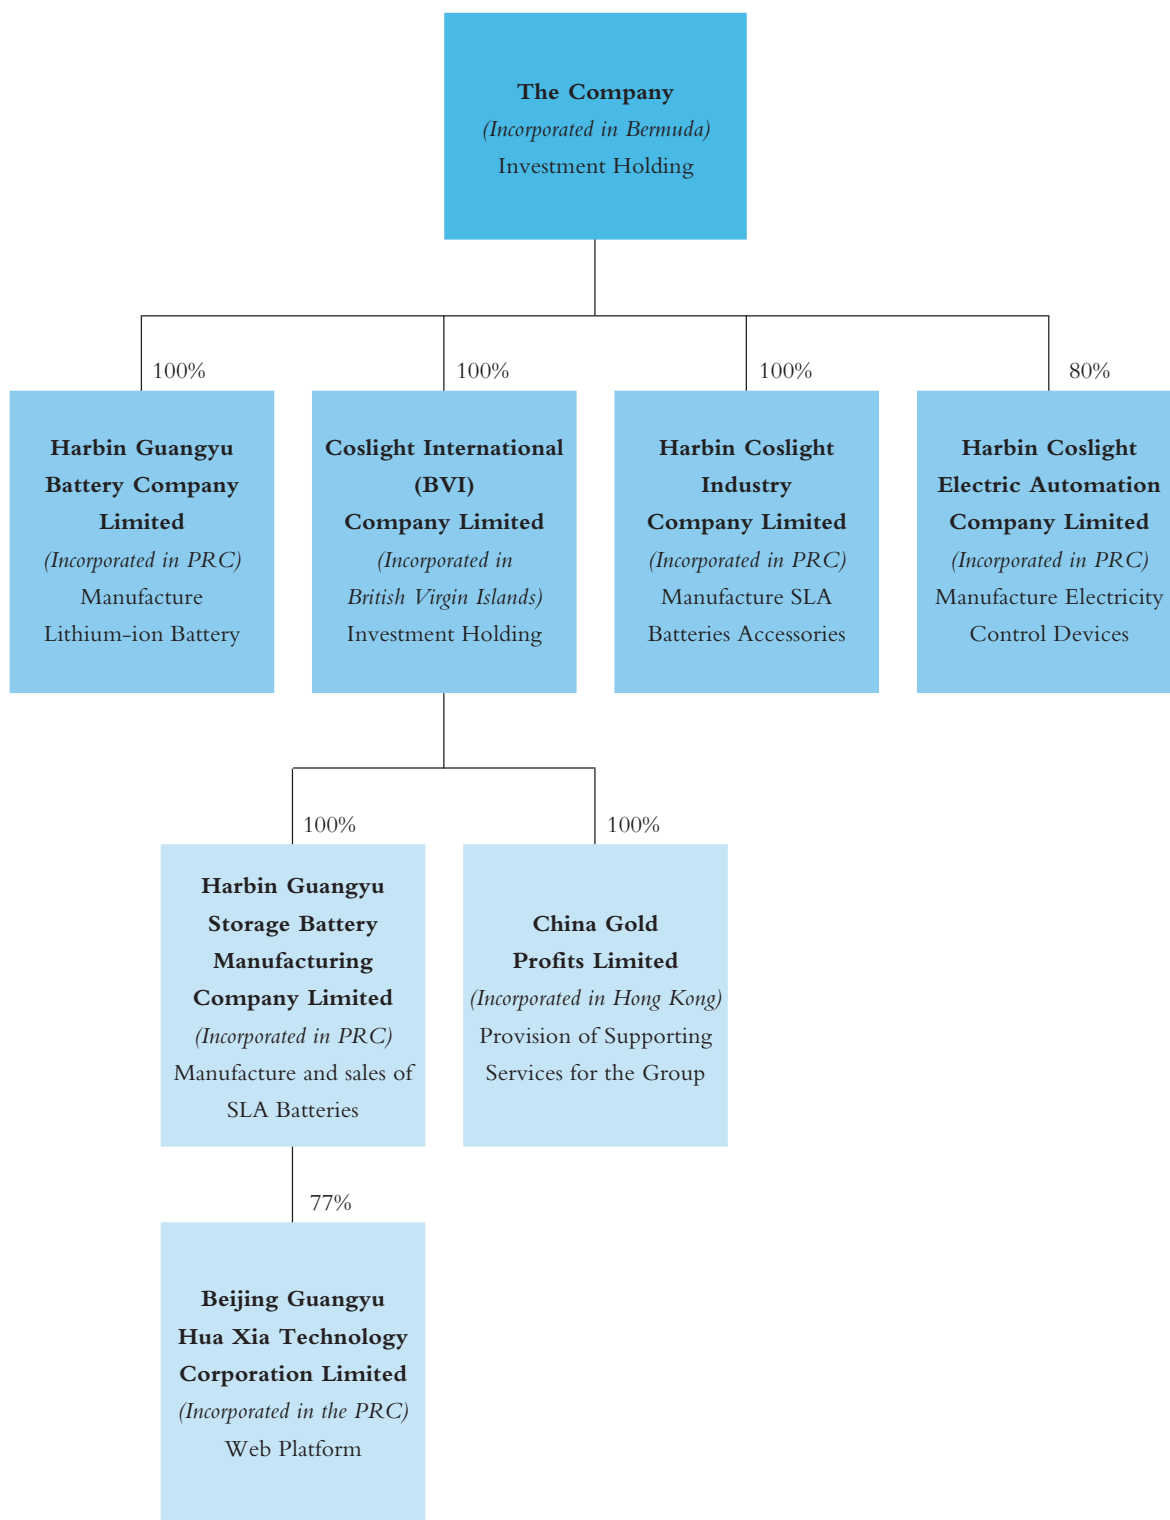 The Company
(Incorporated in Bermuda)
Investment Holding
100%
100%
100%
80%
Harbin Guangyu
Battery Company
Limited
(Incorporated in PRC)
Manufacture
Lithium-ion Battery
Coslight International
(BVI)
Company Limited
(Incorporated in
British Virgin Islands)
Investment Holding
Harbin Coslight
Industry
Company Limited
(Incorporated in PRC)
Manufacture SLA
Batteries Accessories
Harbin Coslight
Electric Automation
Company Limited
(Incorporated in PRC)
Manufacture Electricity
Control Devices
100%
100%
Harbin Guangyu
Storage Battery
Manufacturing
Company Limited
(Incorporated in PRC)
Manufacture and sales of
SLA Batteries
China Gold
Profits Limited
(Incorporated in Hong Kong)
Provision of Supporting
Services for the Group
77%
Beijing Guangyu
Hua Xia Technology
Corporation Limited
(Incorporated in the PRC)
Web Platform